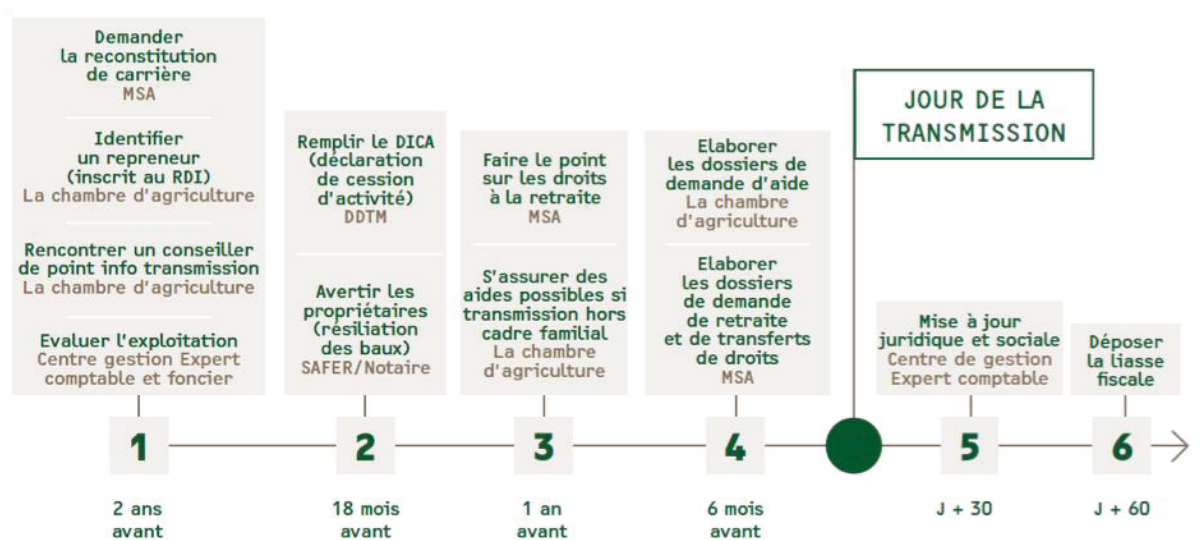 Demander
la reconstitution
de carrière
MSA
Identifier
un repreneur
(inscrit au RDI)
La chambre d'agriculture
Rencontrer un conseiller
de point info transmission
La chambre d'agriculture
Evaluer l'exploitation
Centre gestion Expert
comptable et foncier
1
2 ans
avant
Remplir le DICA
(déclaration
de cession
d'activité)
DDTM
Avertir les
propriétaires
(résiliation
des baux)
SAFER/Notaire
2
18 mois
avant
Faire le point
sur les droits
à la retraite
MSA
S'assurer des
aides possibles si
transmission hors
cadre familial
La chambre
d'agriculture
3
1 an
avant
Elaborer
les dossiers de
demande d'aide
La chambre
d'agriculture
Elaborer
les dossiers
de demande
de retraite
et de transferts
de droits
MSA
4
6 mois
avant
JOUR DE LA
TRANSMISSION
Mise à jour
juridique et sociale
Centre de gestion
Expert comptable
5
J + 30
Déposer
la liasse
fiscale
6
J + 60